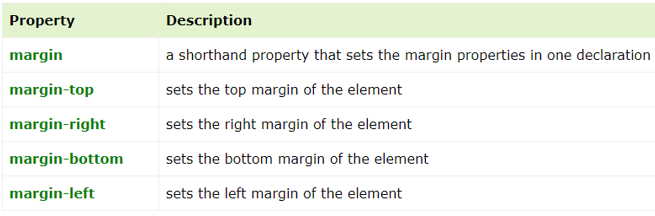 Property Description
margin a shorthand property that sets the margin properties in one declaration
margin-top sets the top margin of the element
margin-right sets the right margin of the element
margin-bottom sets the bottom margin of the element
margin-left sets the left margin of the element